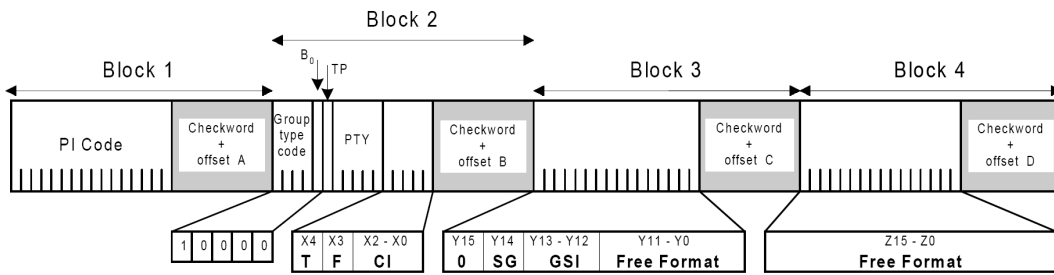 Block 2
B0 TP
Block 1 Block 3 Block 4
PI Code
Checkword
+
offset A
Group
type
code
PTY
Checkword
+
offset B
Checkword
+
offset C
Checkword
+
offset D
1 0 0 0 0
X4 X3 X2 - X0
T F CI
Y15 Y14 Y13 - Y12 Y11 - Y0
0 SG GSI Free Format
Z15 - Z0
Free Format